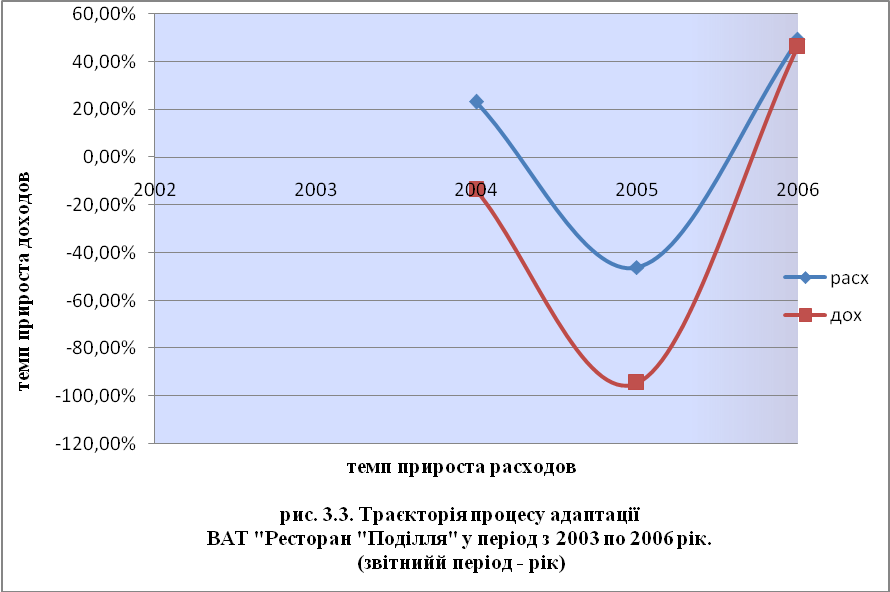 60,00%
40,00%
20,00%
0,00%
2002 2003 2004 2005 2006
-20,00%
-40,00%
-60,00%
-80,00%
-100,00%
-120,00%
темп прироста доходов
расх
дох
темп прироста расходов
рис. 3.3. Траєкторія процесу адаптації
ВАТ "Ресторан "Поділля" у період з 2003 по 2006 рік.
(звітнийй період - рік)